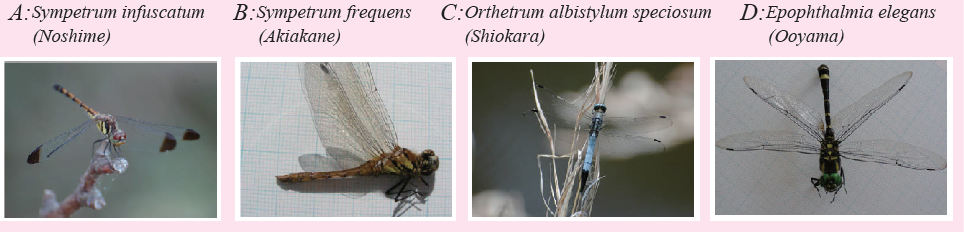 A:Sympetrum infuscatum
(Noshime)
B:Sympetrum frequens
(Akiakane)
C:Orthetrum albistylum speciosum
(Shiokara)
D:Epophthalmia elegans
(Ooyama)